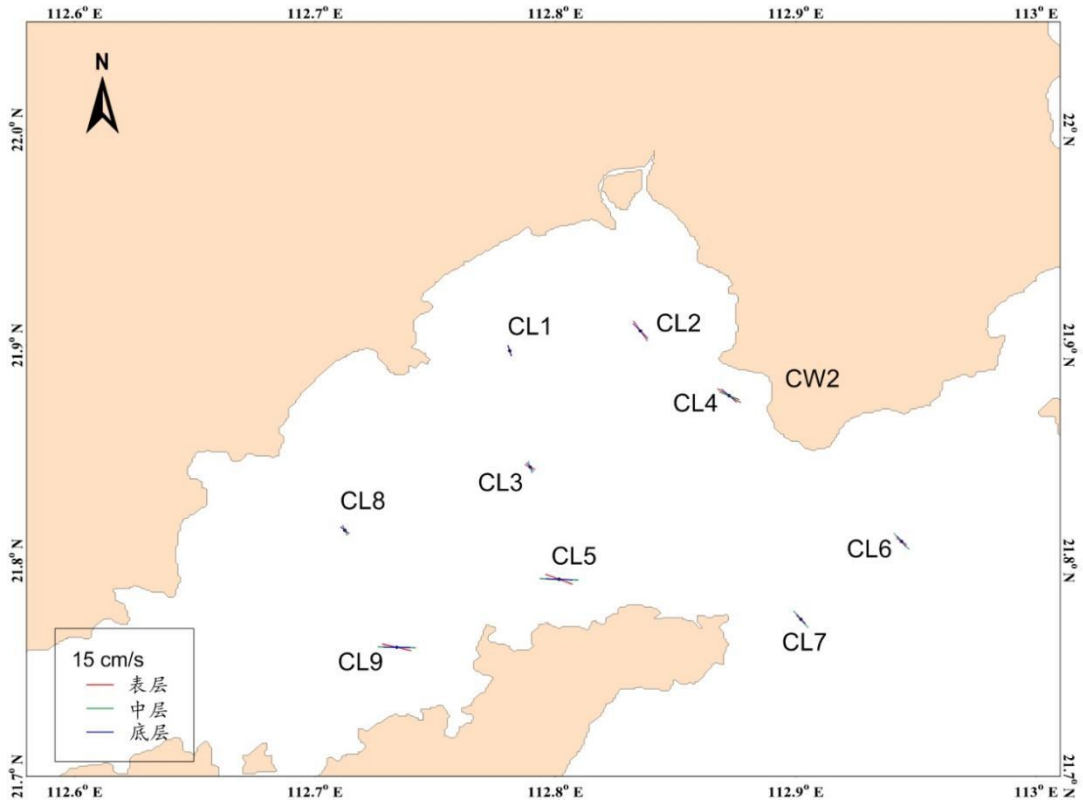 112.6° E 112.7° E 112.8° E 112.9° E 113° E
N
22.0° N
22° N
21.9° N
21.9° N
CL1
CL2
CW2
CL4
CL3
CL8
CL5
CL6
21.8° N
21.8° N
CL7
CL9
15 cm/s
表层
中层
底层
21.7° N
21.7° N
112.6° E 112.7° E 112.8° E 112.9° E 113° E